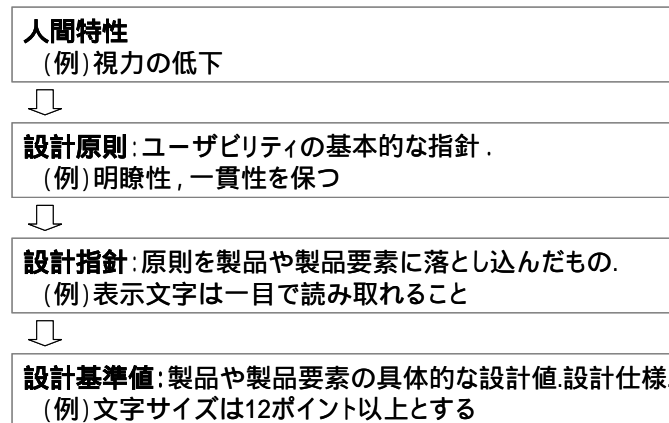 人間特性
(例)視力の低下
設計原則:ユーザビリティの基本的な指針.
(例)明瞭性,一貫性を保つ
設計指針:原則を製品や製品要素に落とし込んだもの.
(例)表示文字は一目で読み取れること
設計基準値:製品や製品要素の具体的な設計値.設計仕様.
(例)文字サイズは12ポイント以上とする